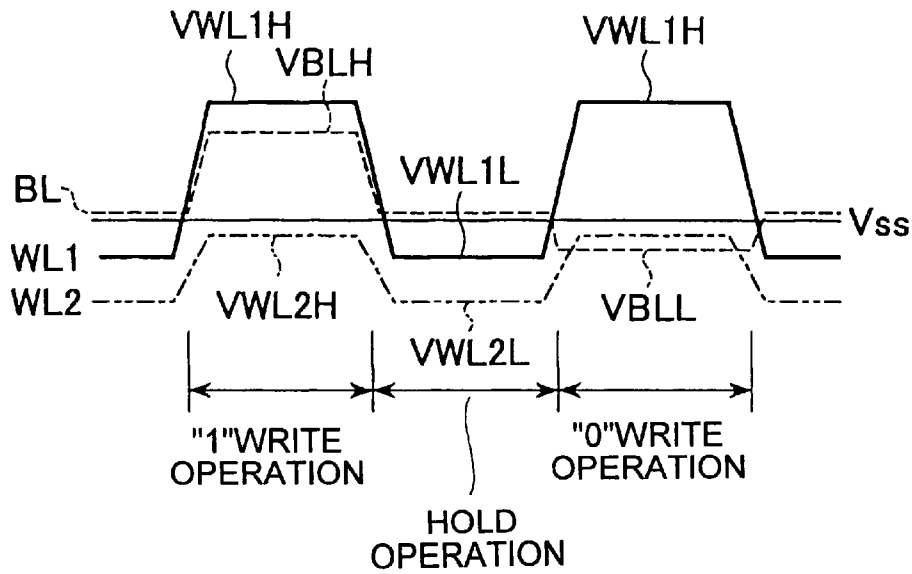 VWL1H
VBLH
VWL1H
VWL1L
BL
Vss
WL1
WL2
VWL2H
VBLL
VWL2L
"1"WRITE
OPERATION
"0"WRITE
OPERATION
HOLD
OPERATION